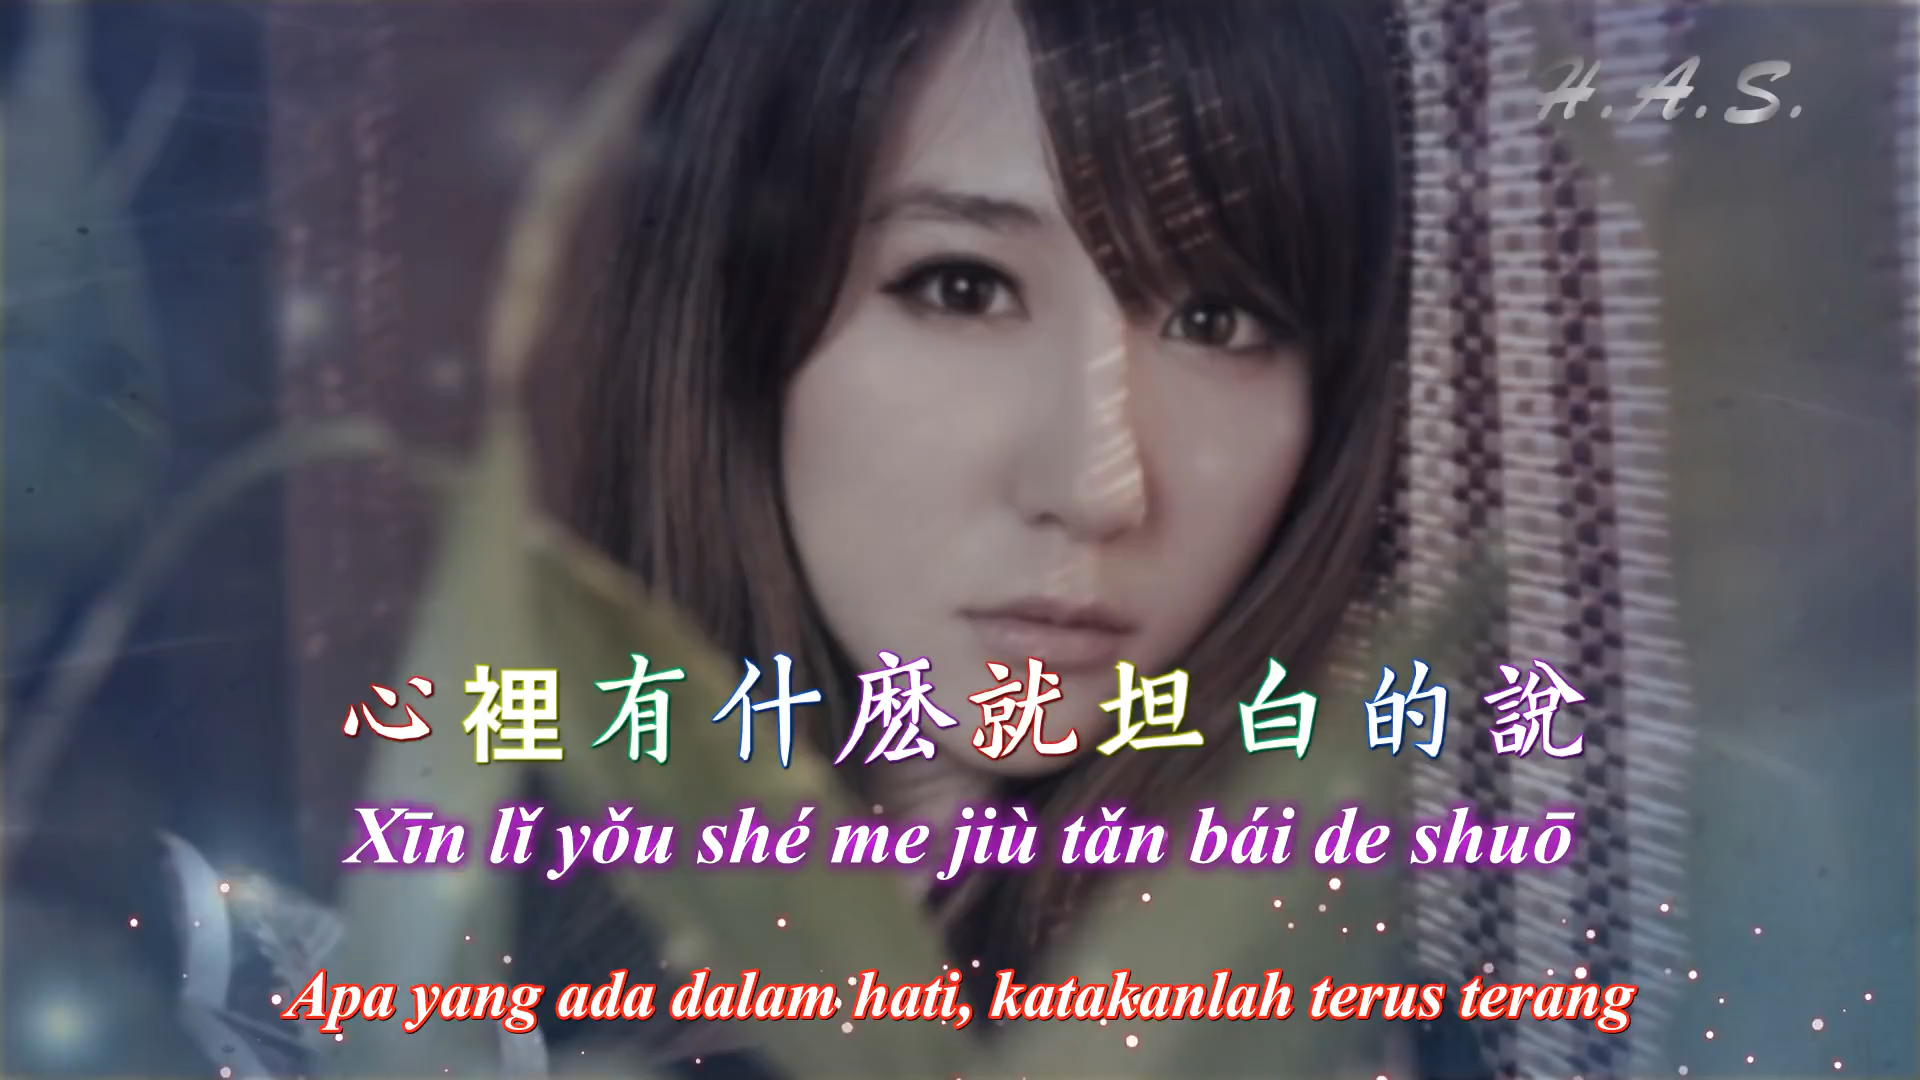 H.A.S.
心裡有什麽就坦白的說
Xīn lǐ yǒu shé me jiù tǎn bái de shuō
Apa yang ada dalam hati, katakanlah terus terang